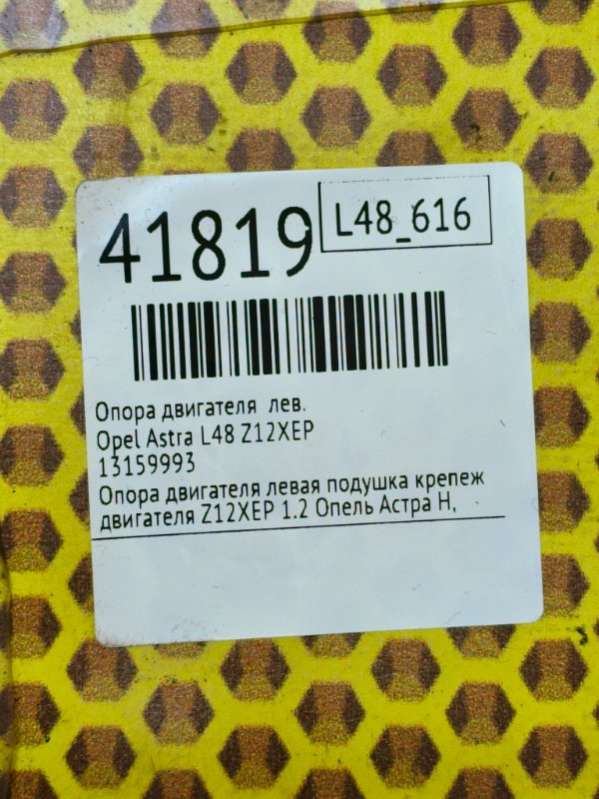 41819
L48_616
Опора двигателя лев.
Opel Astra L48 Z12XEP
13159993
Опора двигателя левая подушка крепеж
двигателя Z12XEP 1.2 Опель Астра Н,